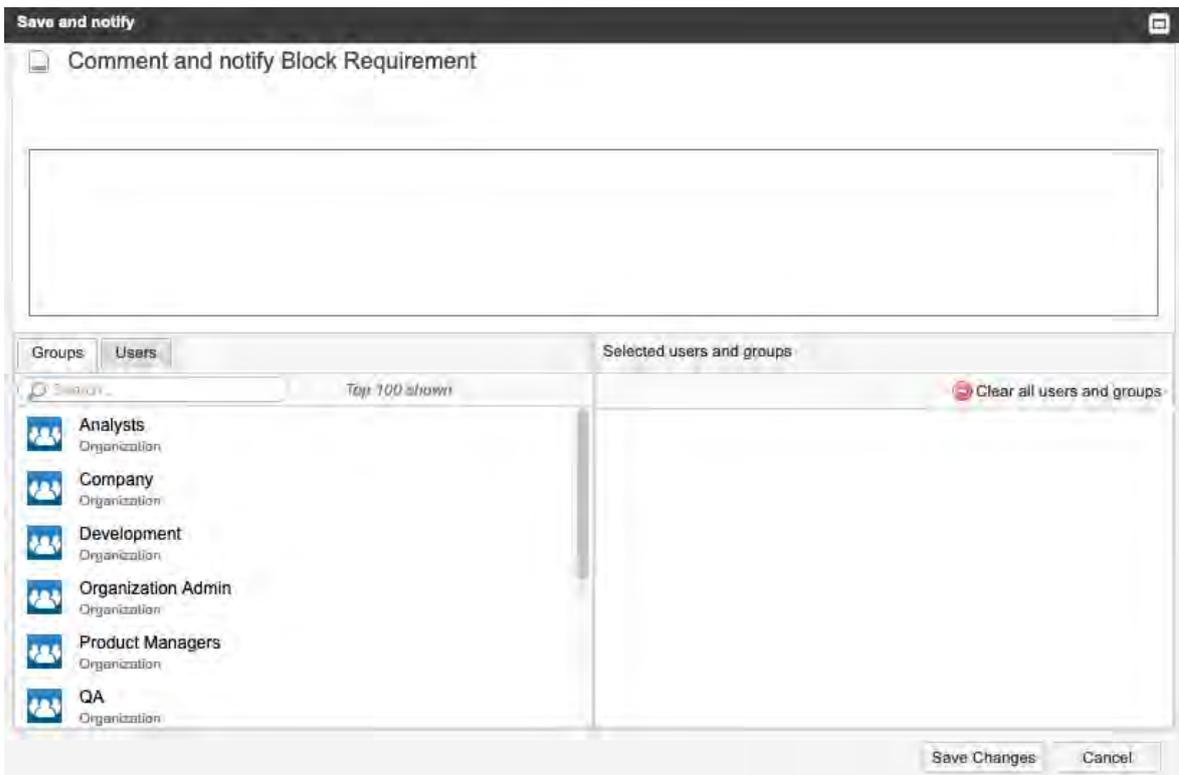 Save and notify
Comment and notify Block Requirement
Groups Users
Selected users and groups
Search...
Top 100 shown
Clear all users and groups
Analysts
Organization
Company
Organization
Development
Organization
Organization Admin
Organization
Product Managers
Organization
QA
Organization
Save Changes
Cancel